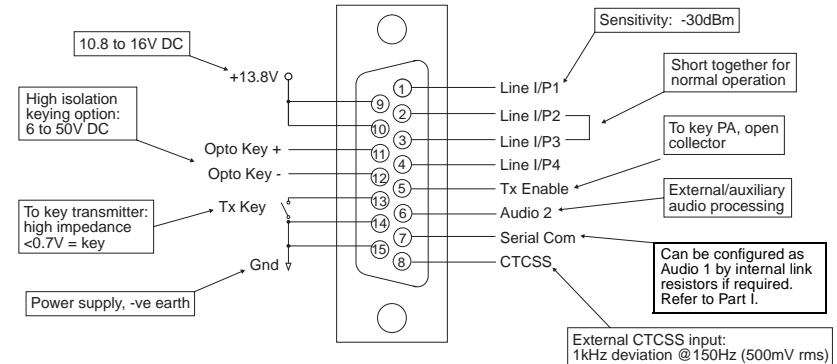 Sensitivity: -30dBm
10.8 to 16V DC
+13.8V
Short together for
normal operation
High isolation
keying option:
6 to 50V DC
Opto Key +
Opto Key -
To key transmitter:
high impedance
<0.7V = key
Tx Key
Gnd
Power supply, -ve earth
1
2
3
4
5
6
7
8
9
10
11
12
13
14
15
Line I/P1
Line I/P2
Line I/P3
Line I/P4
Tx Enable
Audio 2
Serial Com
CTCSS
To key PA, open
collector
External/auxiliary
audio processing
Can be configured as
Audio 1 by internal link
resistors if required.
Refer to Part I.
External CTCSS input:
1kHz deviation @150Hz (500mV rms)